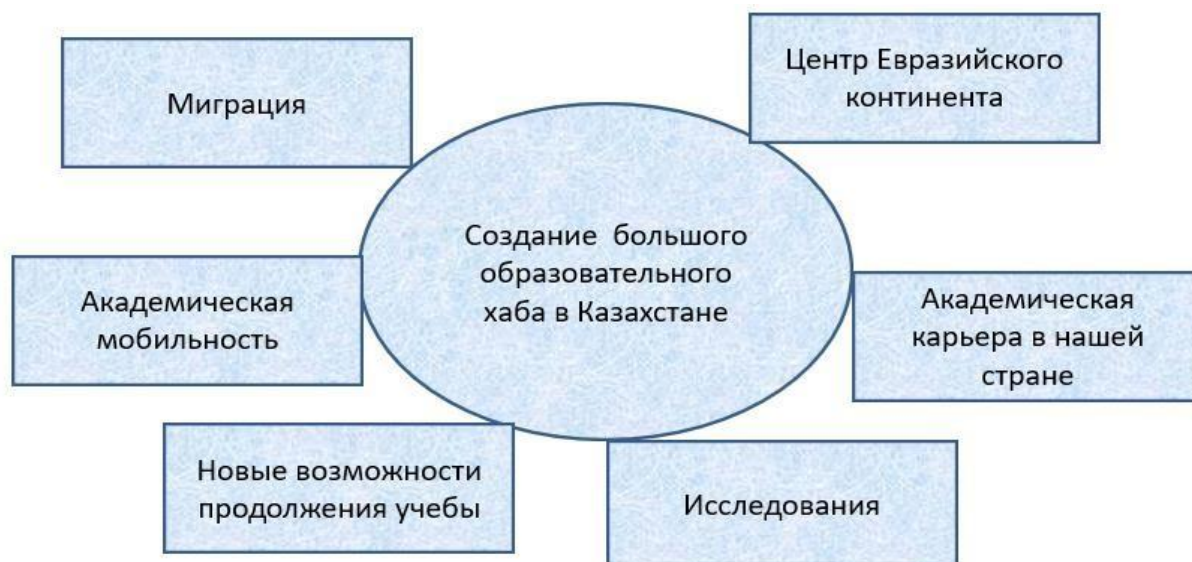 Миграция
Центр Евразийского
континента
Создание большого
образовательного
хаба в Казахстане
Академическая
мобильность
Академическая
карьера в нашей
стране
Новые возможности
продолжения учебы
Исследования